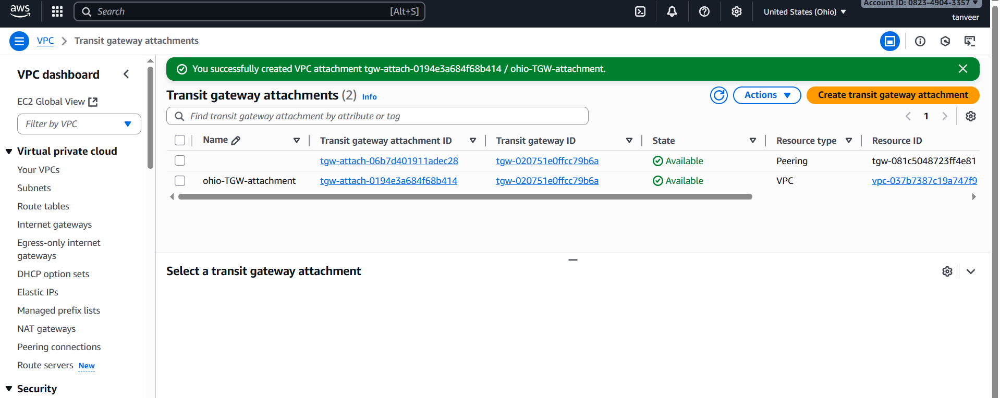 aws
Search
[Alt+S]
United States (Ohio)
Account ID: 0823-4904-3357
tanveer
VPC
Transit gateway attachments
VPC dashboard
EC2 Global View
Filter by VPC
Virtual private cloud
Your VPCs
Subnets
Route tables
Internet gateways
Egress-only internet
gateways
DHCP option sets
Elastic IPs
Managed prefix lists
NAT gateways
Peering connections
Route servers New
Security
You successfully created VPC attachment tgw-attach-0194e3a684f68b414 / ohio-TGW-attachment.
Transit gateway attachments (2) Info
Actions
Create transit gateway attachment
Find transit gateway attachment by attribute or tag
1
Name Transit gateway attachment ID Transit gateway ID State Resource type Resource ID
tgw-attach-06b7d401911adec28 tgw-020751e0ffcc79b6a Available Peering tgw-081c5048723ff4e81
ohio-TGW-attachment tgw-attach-0194e3a684f68b414 tgw-020751e0ffcc79b6a Available VPC vpc-037b7387c19a747f9
Select a transit gateway attachment